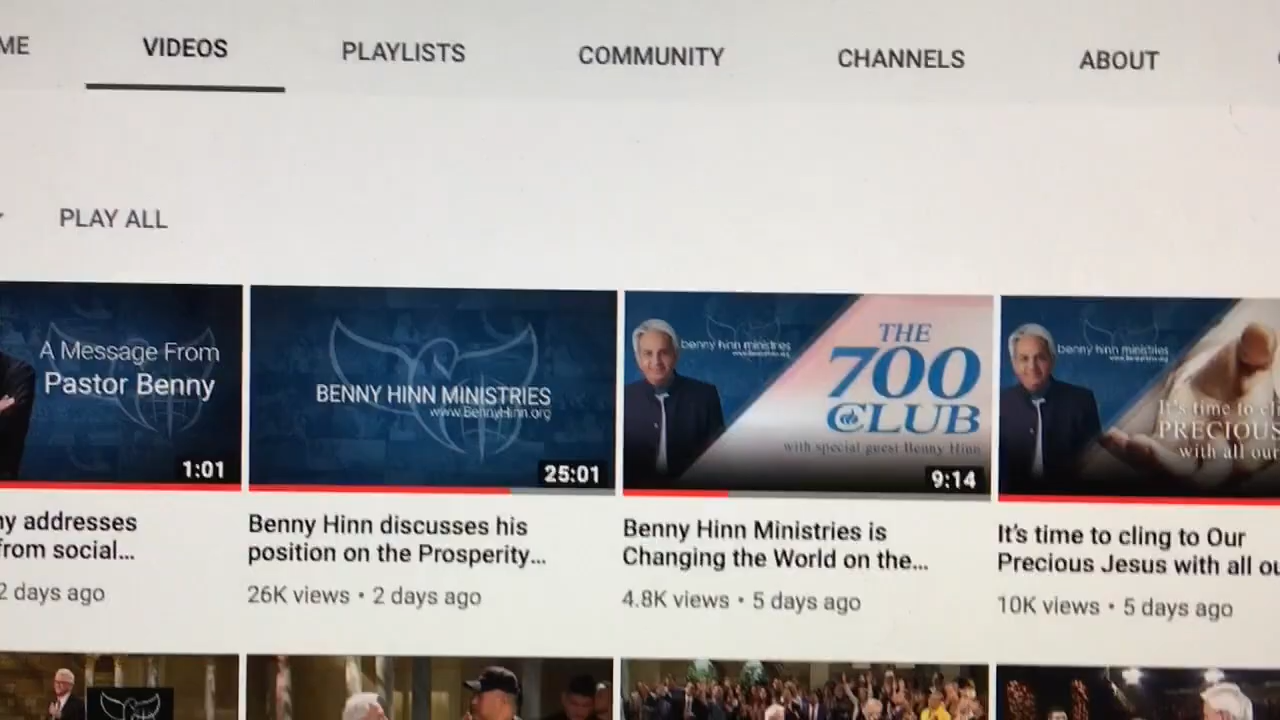 ME
VIDEOS
PLAYLISTS
COMMUNITY
CHANNELS
ABOUT
PLAY ALL
A Message From
Pastor Benny
1:01
BENNY HINN MINISTRIES
www.BennyHinn.org
25:01
benny hinn ministries
THE
700
CLUB
with special guest Benny Hinn
9:14
benny hinn ministries
It's time to cl
PRECIOUS
with all our
ny addresses
from social...
2 days ago
Benny Hinn discusses his
position on the Prosperity...
26K views • 2 days ago
Benny Hinn Ministries is
Changing the World on the...
4.8K views • 5 days ago
It's time to cling to Our
Precious Jesus with all ou
10K views • 5 days ago